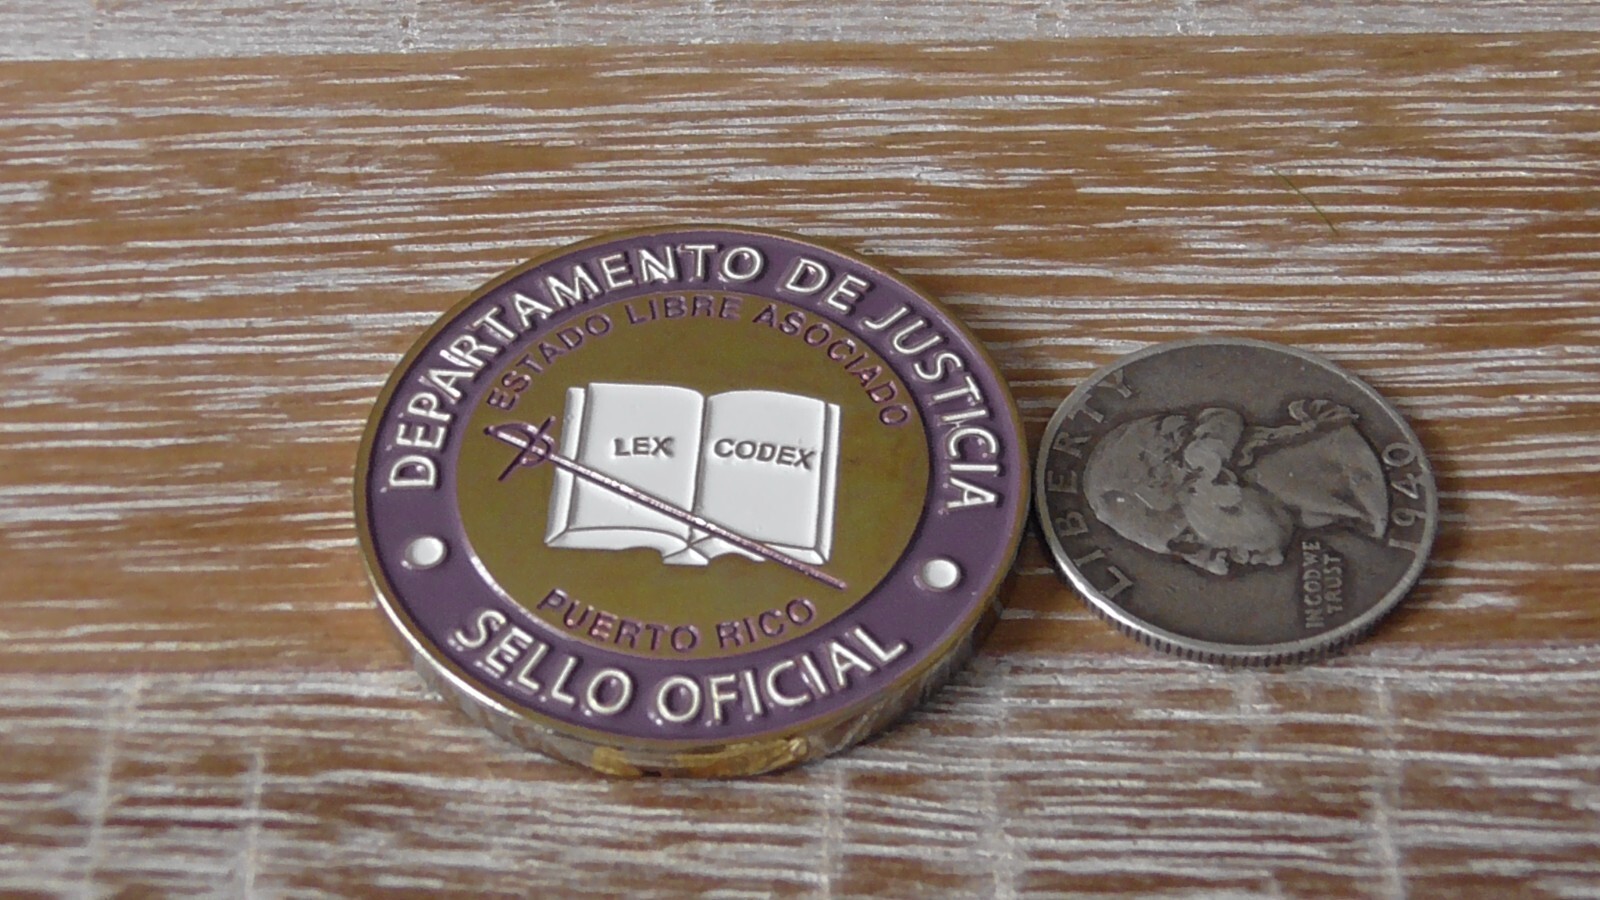 DEPARTAMENTO DE JUSTICIA
ESTADO LIBRE ASOCIADO
LEX
CODEX
PUERTO RICO
SELLO OFICIAL
LIBERTY
IN GOD WE
TRUST
1940